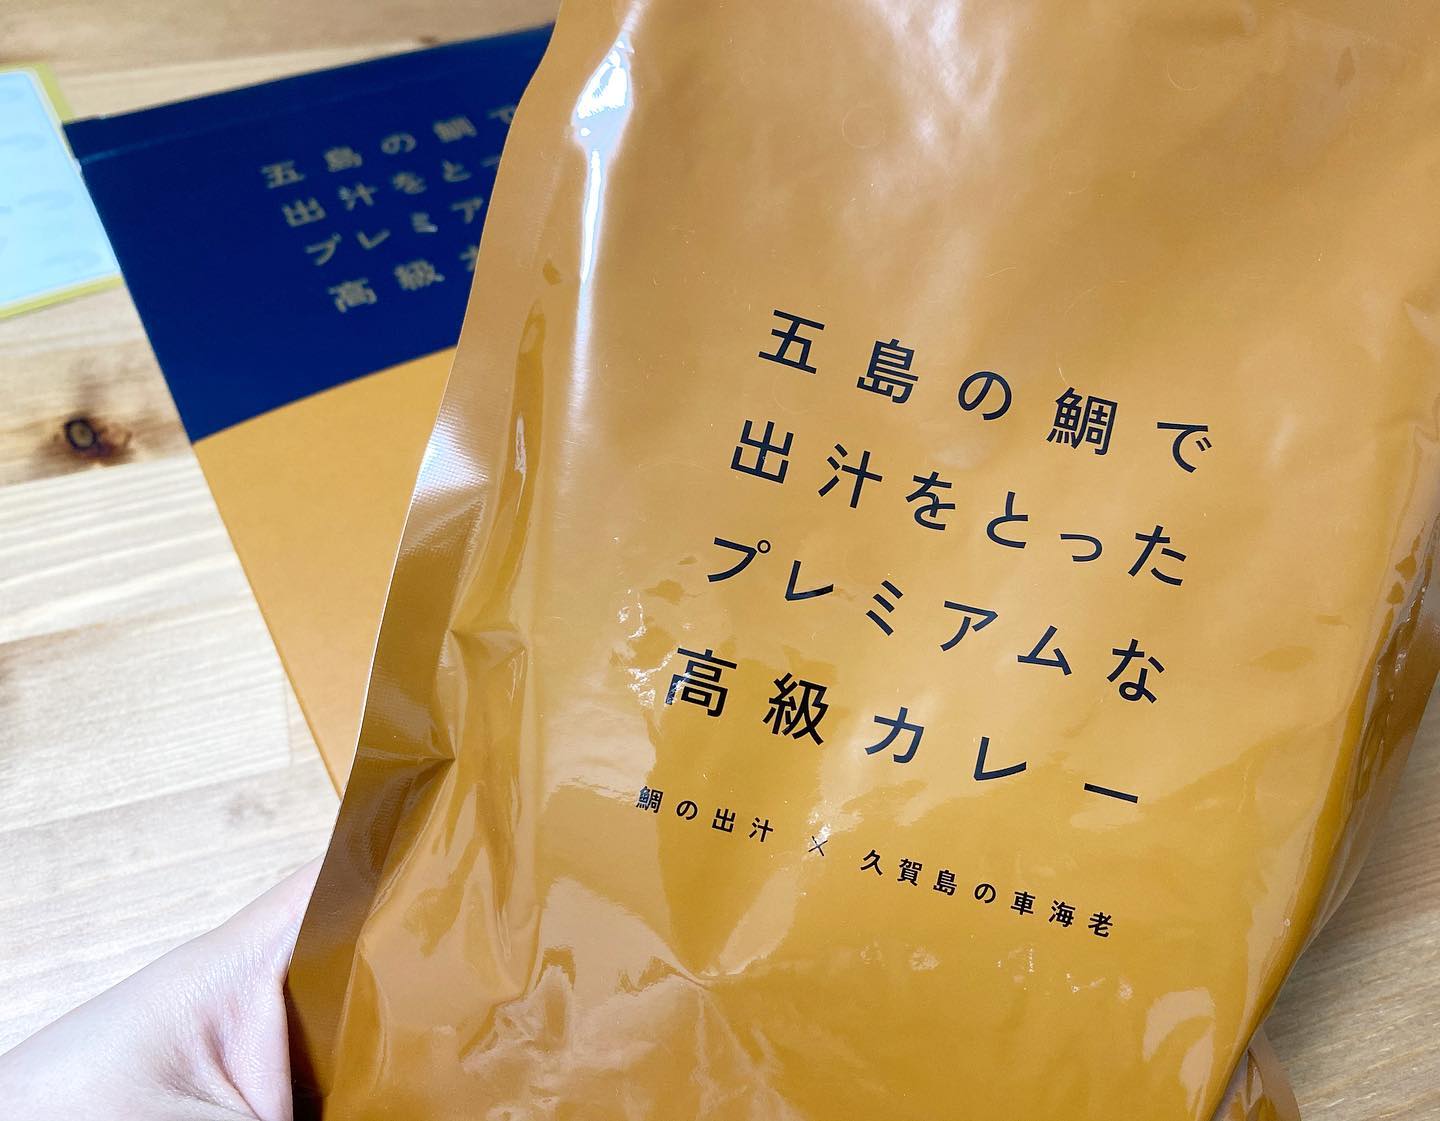 五島の鯛で
出汁をとった
プレミアムな
高級カレー
鯛の出汁 × 久賀島の車海老
五島の鯛で
出汁をとっ
プレミア
高級カ